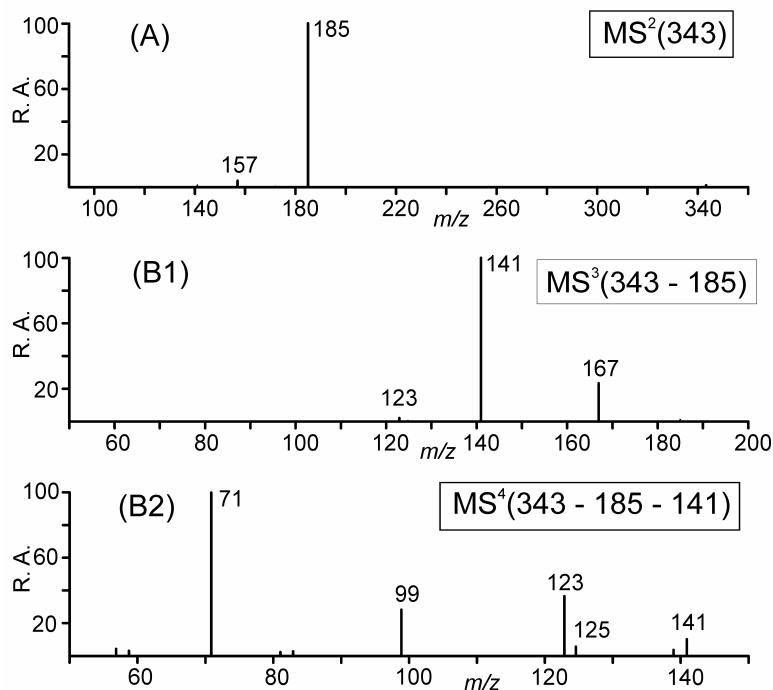 100
(A)
185
MS²(343)
R. A.
60
20
157
100 140 180 220 260 300 340
m/z
100
(B1)
141
MS³(343 - 185)
R. A.
60
20
123
167
60 80 100 120 140 160 180 200
m/z
100
(B2)
71
MS⁴(343 - 185 - 141)
R. A.
60
20
99
123
125
141
60 80 100 120 140
m/z